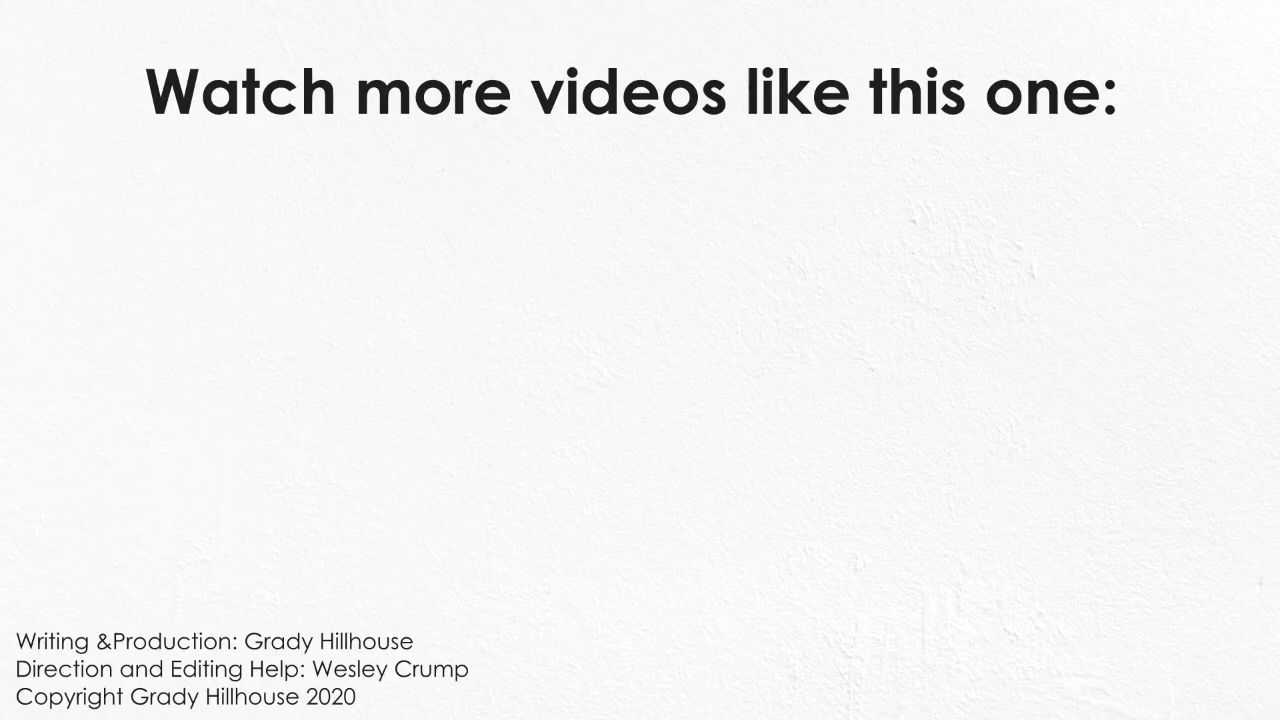 Watch more videos like this one:
Writing &Production: Grady Hillhouse
Direction and Editing Help: Wesley Crump
Copyright Grady Hillhouse 2020